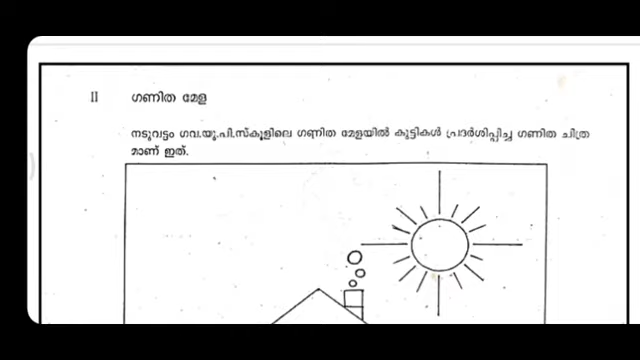 II ഗണിത മേള
നടുവട്ടം ഗവ.യു.പി.സ്കൂളിലെ ഗണിത മേളയിൽ കുട്ടികൾ പ്രദർശിപ്പിച്ച ഗണിത ചിത്ര
മാണ് ഇത്.